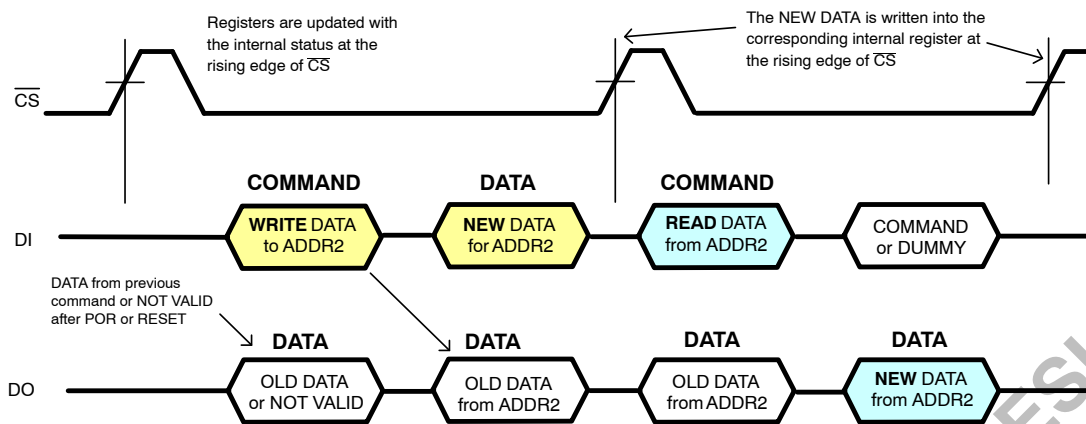 Registers are updated with
the internal status at the
rising edge of CS
The NEW DATA is written into the
corresponding internal register at
the rising edge of CS
CS
COMMAND
DATA
COMMAND
DI
WRITE DATA
to ADDR2
NEW DATA
for ADDR2
READ DATA
from ADDR2
COMMAND
or DUMMY
DATA from previous
command or NOT VALID
after POR or RESET
DATA
DATA
DATA
DATA
DO
OLD DATA
or NOT VALID
OLD DATA
from ADDR2
OLD DATA
from ADDR2
NEW DATA
from ADDR2